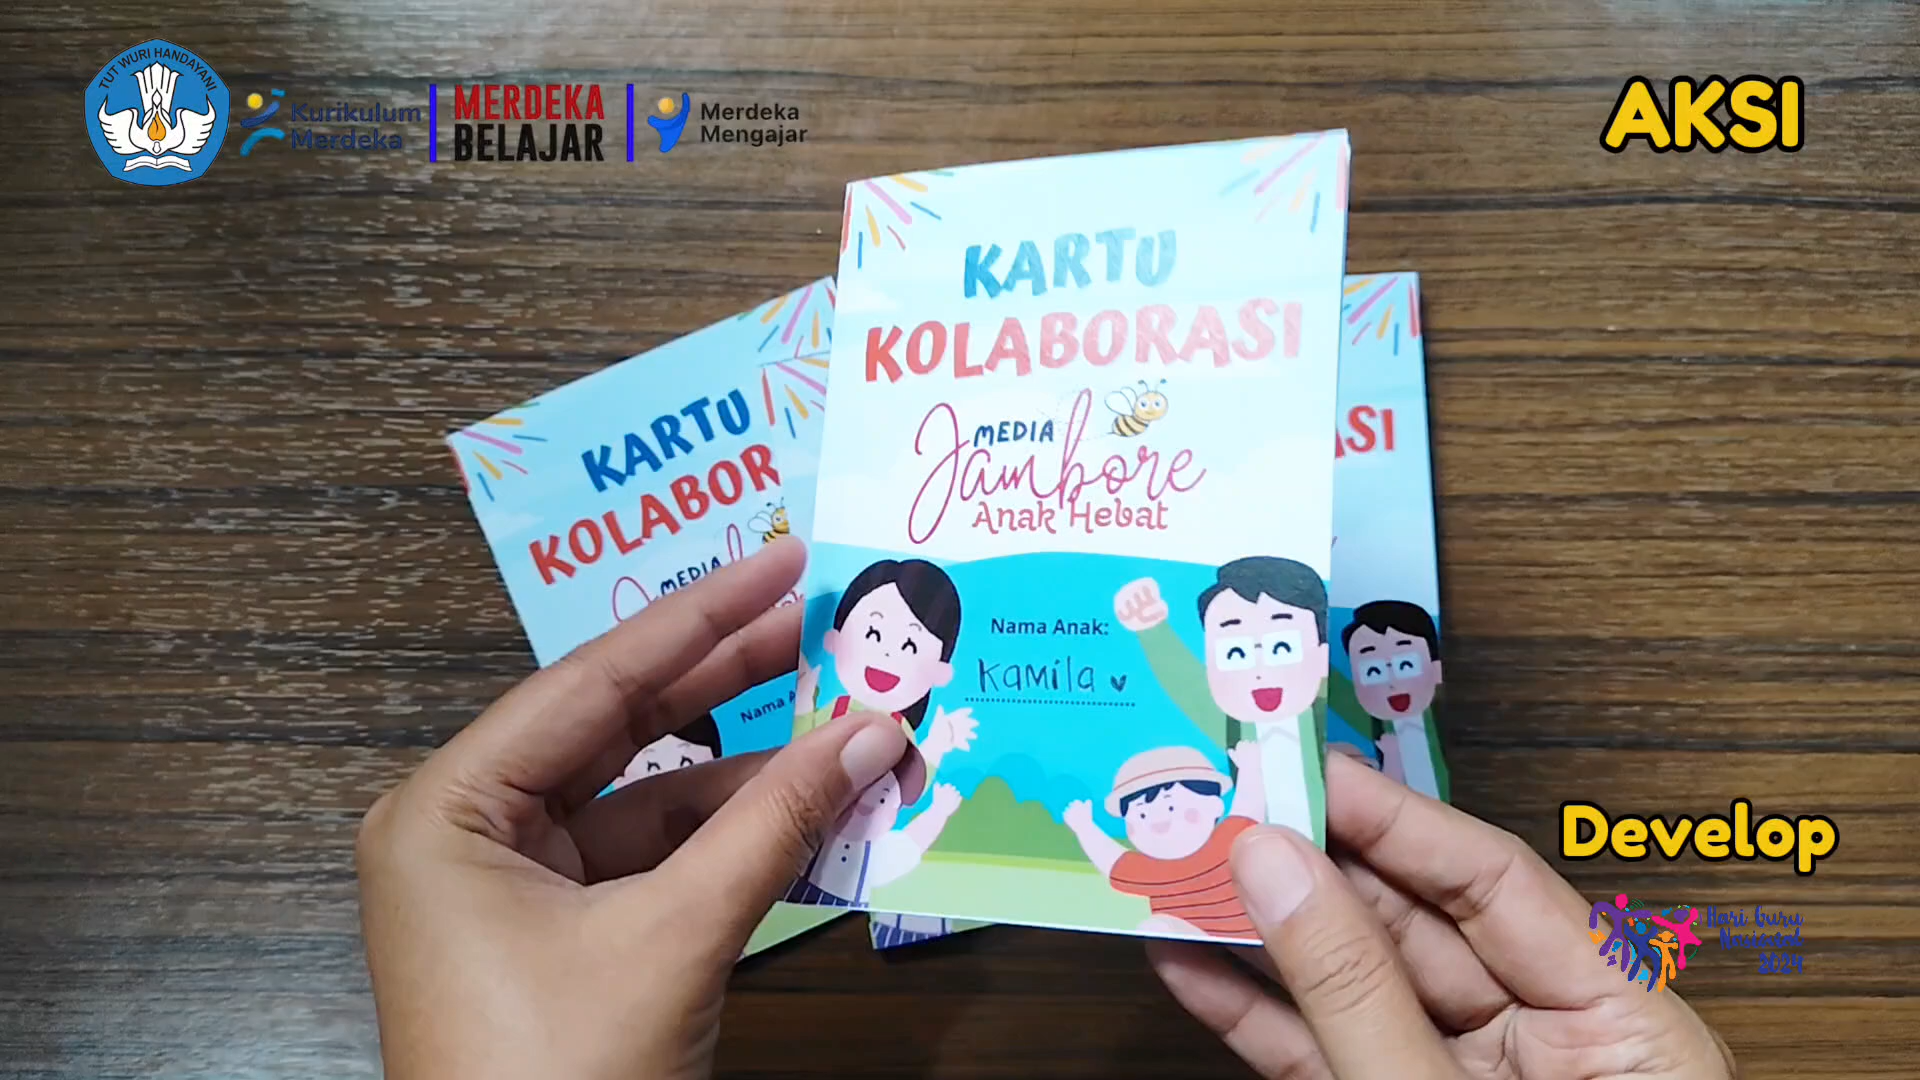 TUT WURI HANDAYANI
Kurikulum
Merdeka
MERDEKA
BELAJAR
Merdeka
Mengajar
AKSI
KARTU
KOLABORASI
MEDIA
Jambore
Anak Hebat
Nama Anak:
Kamila
KARTU
KOLABOR
MEDIA
Nama A
ASI
Develop
Hari Guru
Nasional
2024